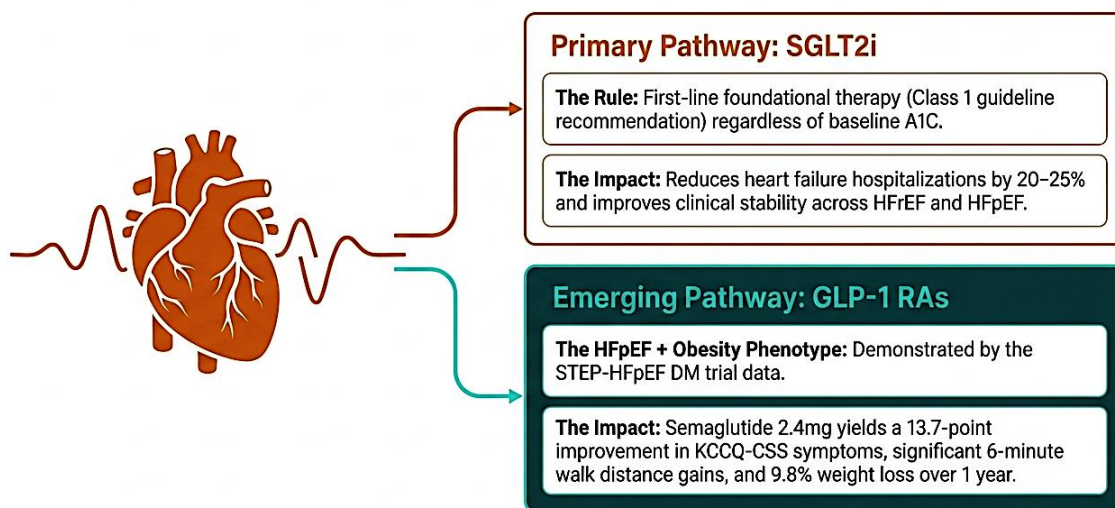 Primary Pathway: SGLT2i
The Rule: First-line foundational therapy (Class 1 guideline
recommendation) regardless of baseline A1C.
The Impact: Reduces heart failure hospitalizations by 20–25%
and improves clinical stability across HFrEF and HFpEF.
Emerging Pathway: GLP-1 RAs
The HFpEF + Obesity Phenotype: Demonstrated by the
STEP-HFpEF DM trial data.
The Impact: Semaglutide 2.4mg yields a 13.7-point
improvement in KCCQ-CSS symptoms, significant 6-minute
walk distance gains, and 9.8% weight loss over 1 year.